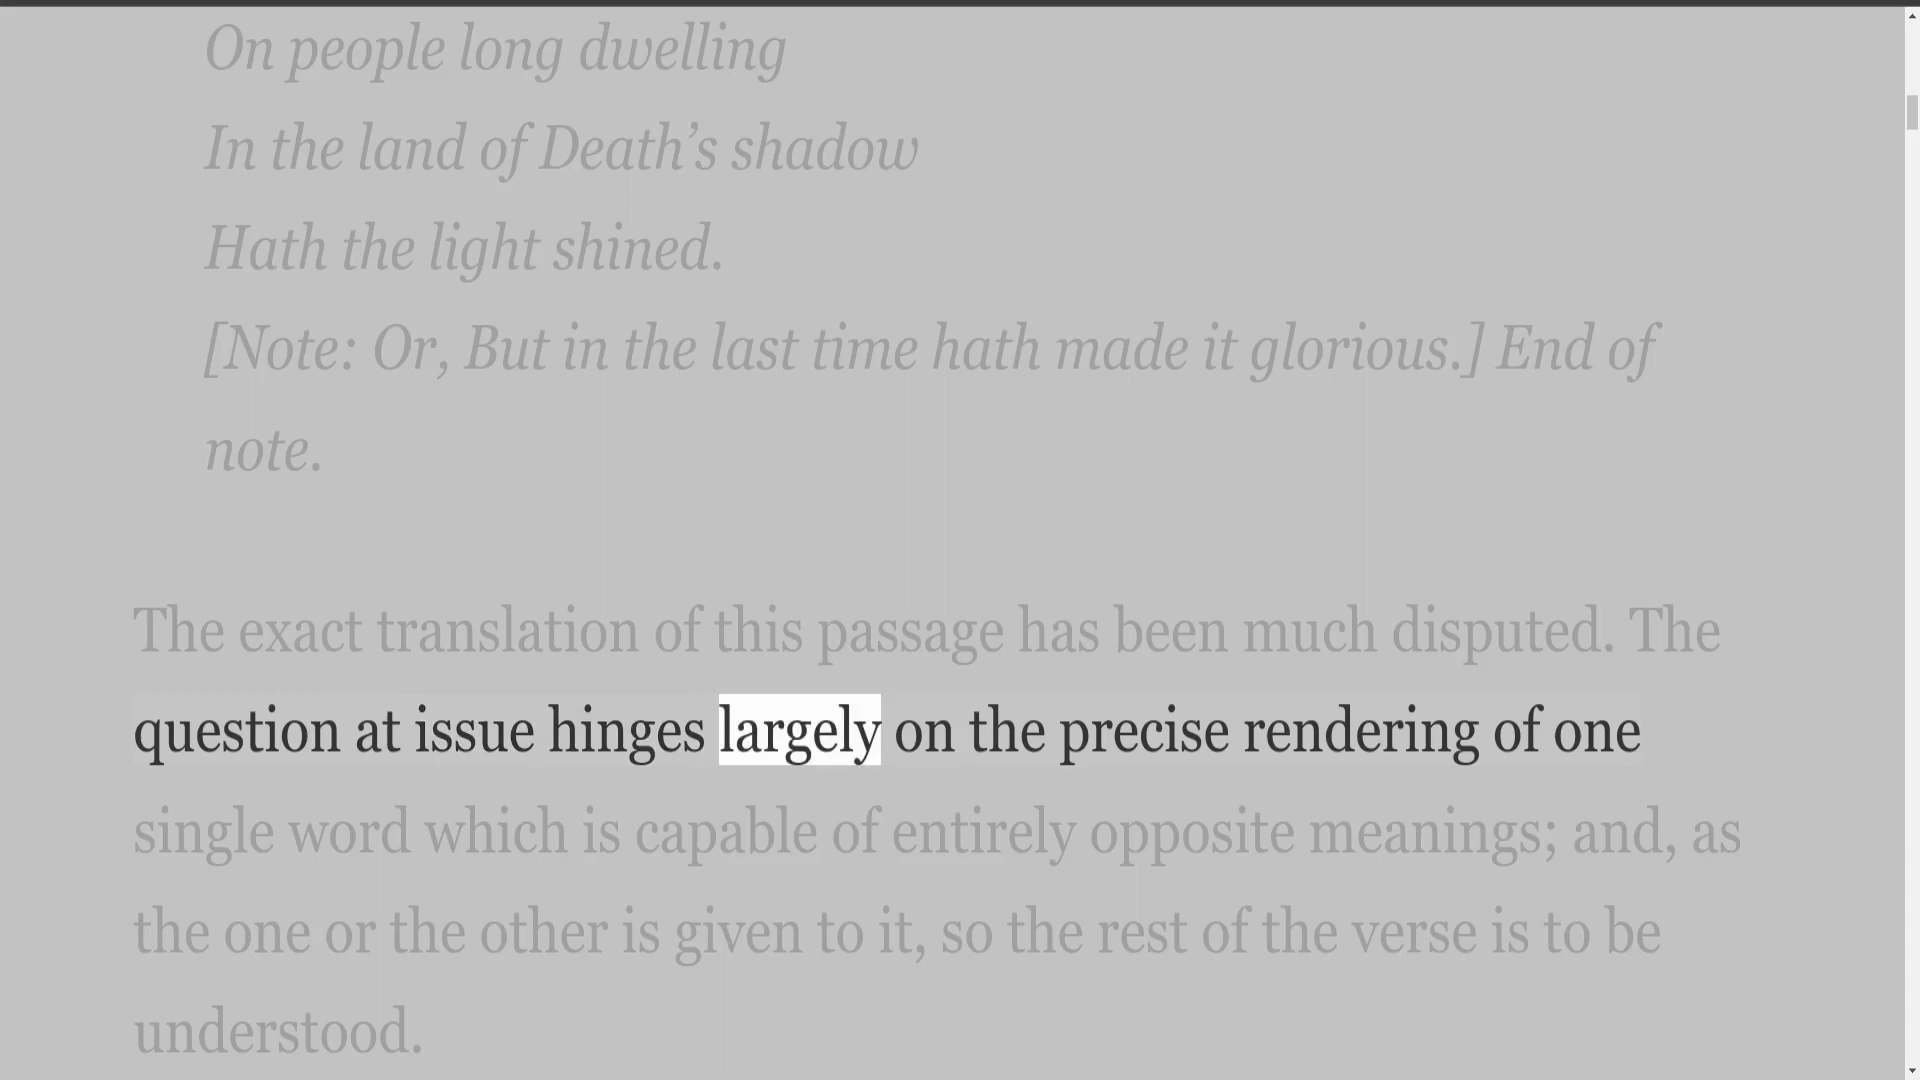 On people long dwelling
In the land of Death’s shadow
Hath the light shined.
[Note: Or, But in the last time hath made it glorious.] End of
note.
The exact translation of this passage has been much disputed. The
question at issue hinges largely on the precise rendering of one
single word which is capable of entirely opposite meanings; and, as
the one or the other is given to it, so the rest of the verse is to be
understood.